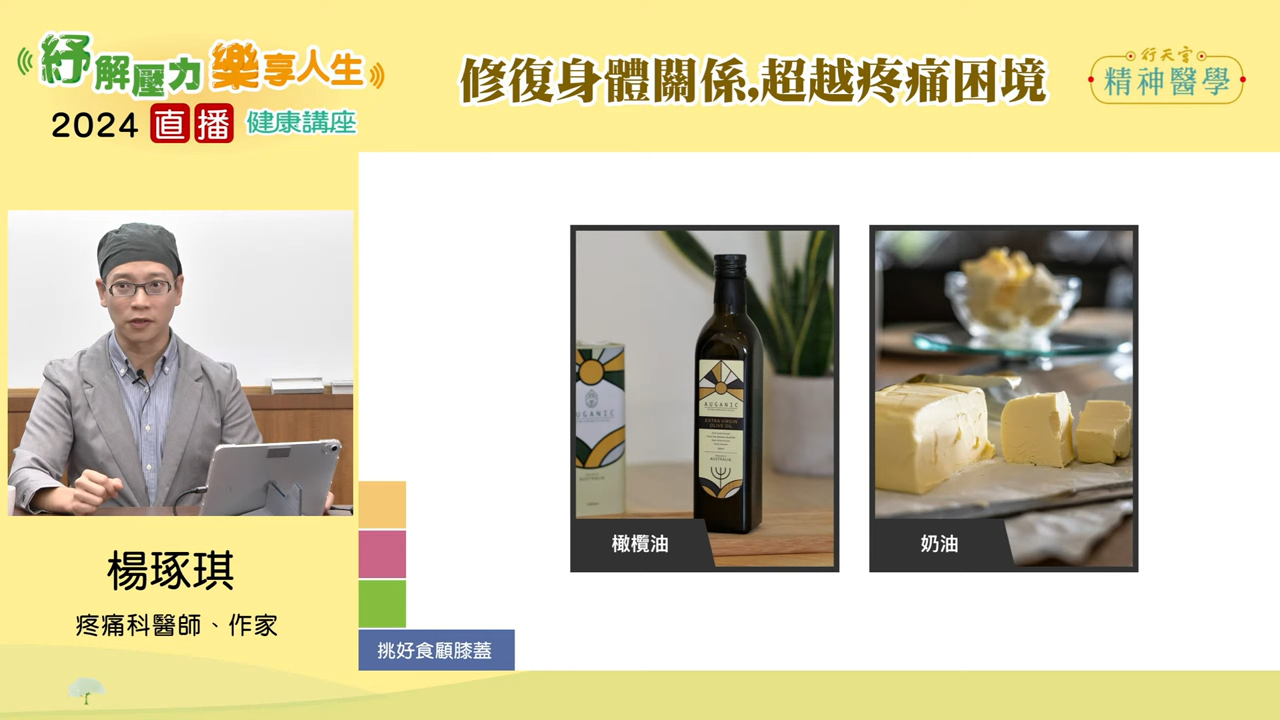 紓解壓力 樂享人生
2024 直播 健康講座
修復身體關係,超越疼痛困境
行天宮
精神醫學
楊琢琪
疼痛科醫師、作家
AUGANIC
EXTRA VIRGIN
OLIVE OIL
AUSTRALIA
橄欖油
奶油
挑好食顧膝蓋